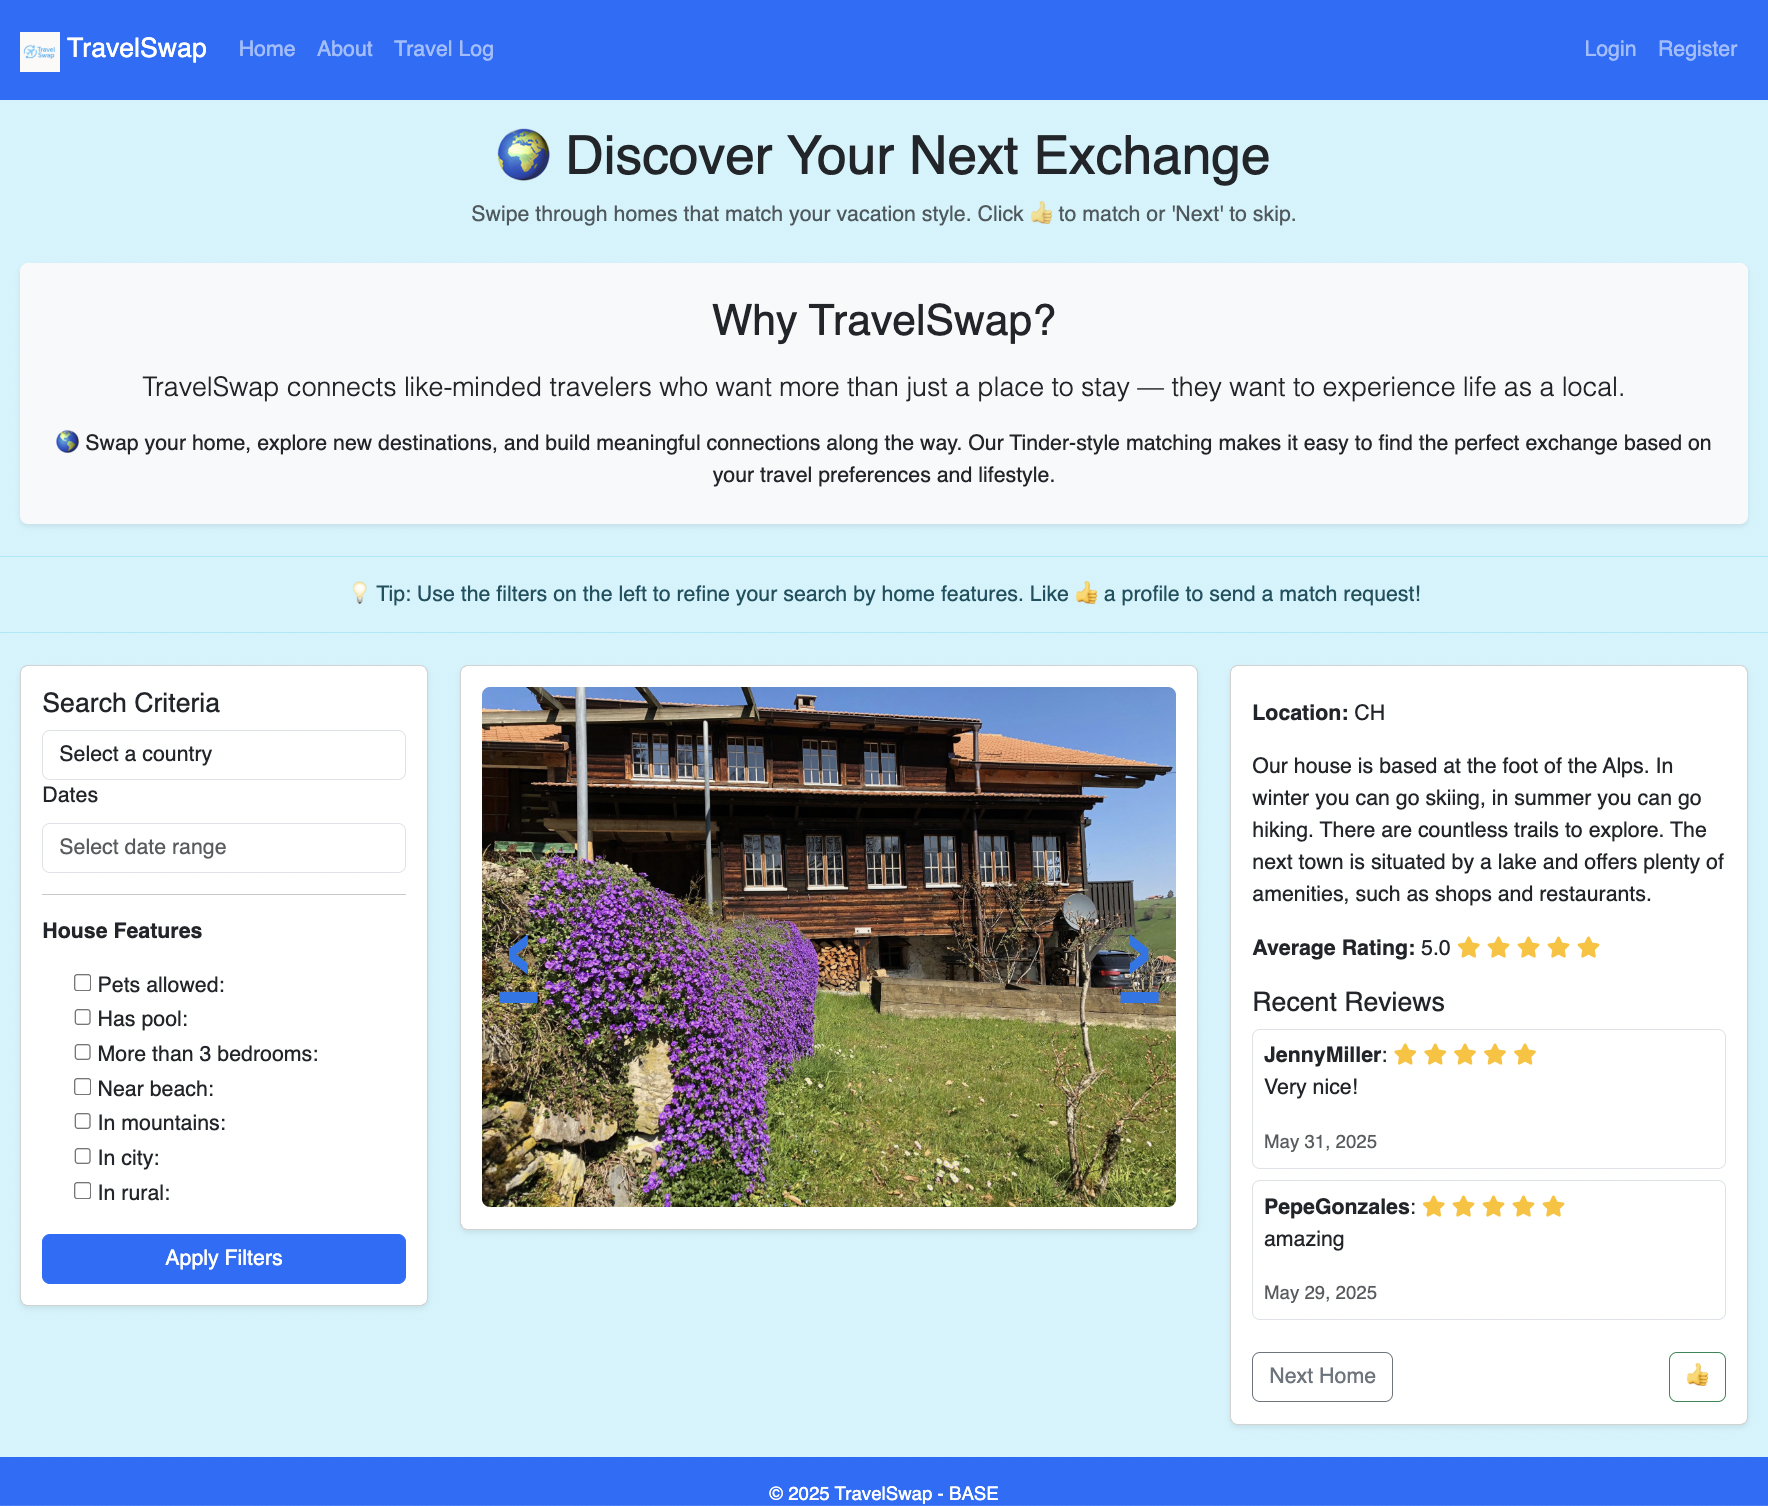 Travel
Swap
TravelSwap
Home
About
Travel Log
Login
Register
🌍 Discover Your Next Exchange
Swipe through homes that match your vacation style. Click 👍 to match or 'Next' to skip.
Why TravelSwap?
TravelSwap connects like-minded travelers who want more than just a place to stay — they want to experience life as a local.
🌎 Swap your home, explore new destinations, and build meaningful connections along the way. Our Tinder-style matching makes it easy to find the perfect exchange based on
your travel preferences and lifestyle.
💡 Tip: Use the filters on the left to refine your search by home features. Like 👍 a profile to send a match request!
Search Criteria
Select a country
Dates
Select date range
House Features
Pets allowed:
Has pool:
More than 3 bedrooms:
Near beach:
In mountains:
In city:
In rural:
Apply Filters
Location: CH
Our house is based at the foot of the Alps. In
winter you can go skiing, in summer you can go
hiking. There are countless trails to explore. The
next town is situated by a lake and offers plenty of
amenities, such as shops and restaurants.
Average Rating: 5.0 ⭐⭐⭐⭐⭐
Recent Reviews
JennyMiller: ⭐⭐⭐⭐⭐
Very nice!
May 31, 2025
PepeGonzales: ⭐⭐⭐⭐⭐
amazing
May 29, 2025
Next Home
👍
© 2025 TravelSwap - BASE